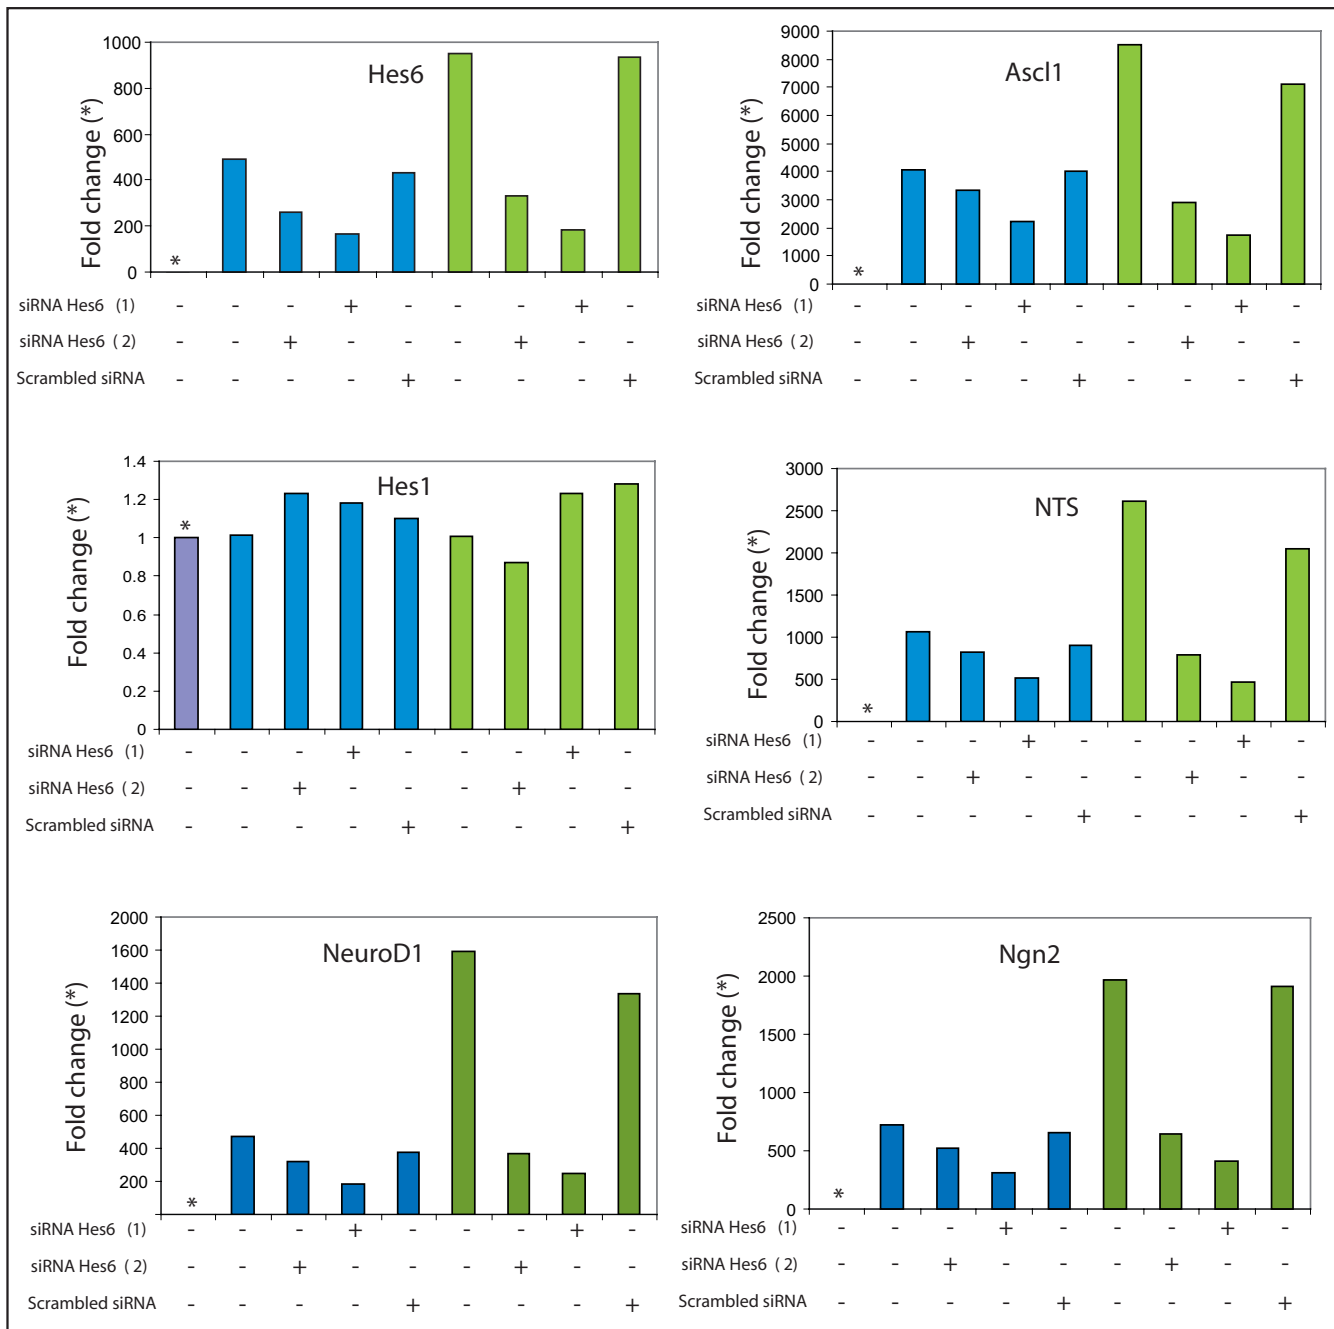 Hes6
Fold change (*)
1000
800
600
400
200
0
*
siRNA Hes6 (1) - - - + - - - + -
siRNA Hes6 ( 2) - - + - - - + - -
Scrambled siRNA - - - - + - - - +
Ascl1
Fold change (*)
9000
8000
7000
6000
5000
4000
3000
2000
1000
0
*
siRNA Hes6 (1) - - - + - - - + -
siRNA Hes6 ( 2) - - + - - - + - -
Scrambled siRNA - - - - + - - - +
Hes1
Fold change (*)
1.4
1.2
1
0.8
0.6
0.4
0.2
0
*
siRNA Hes6 (1) - - - + - - - + -
siRNA Hes6 ( 2) - - + - - - + - -
Scrambled siRNA - - - - + - - - +
NTS
Fold change (*)
3000
2500
2000
1500
1000
500
0
*
siRNA Hes6 (1) - - - + - - - + -
siRNA Hes6 ( 2) - - + - - - + - -
Scrambled siRNA - - - - + - - - +
NeuroD1
Fold change (*)
2000
1600
1400
1000
800
600
400
200
*
siRNA Hes6 (1) - - - + - - - + -
siRNA Hes6 ( 2) - - + - - - + - -
Scrambled siRNA - - - - + - - - +
Ngn2
Fold change (*)
2500
2000
1500
1000
500
0
*
siRNA Hes6 (1) - - - + - - - + -
siRNA Hes6 ( 2) - - + - - - + - -
Scrambled siRNA - - - - + - - - +